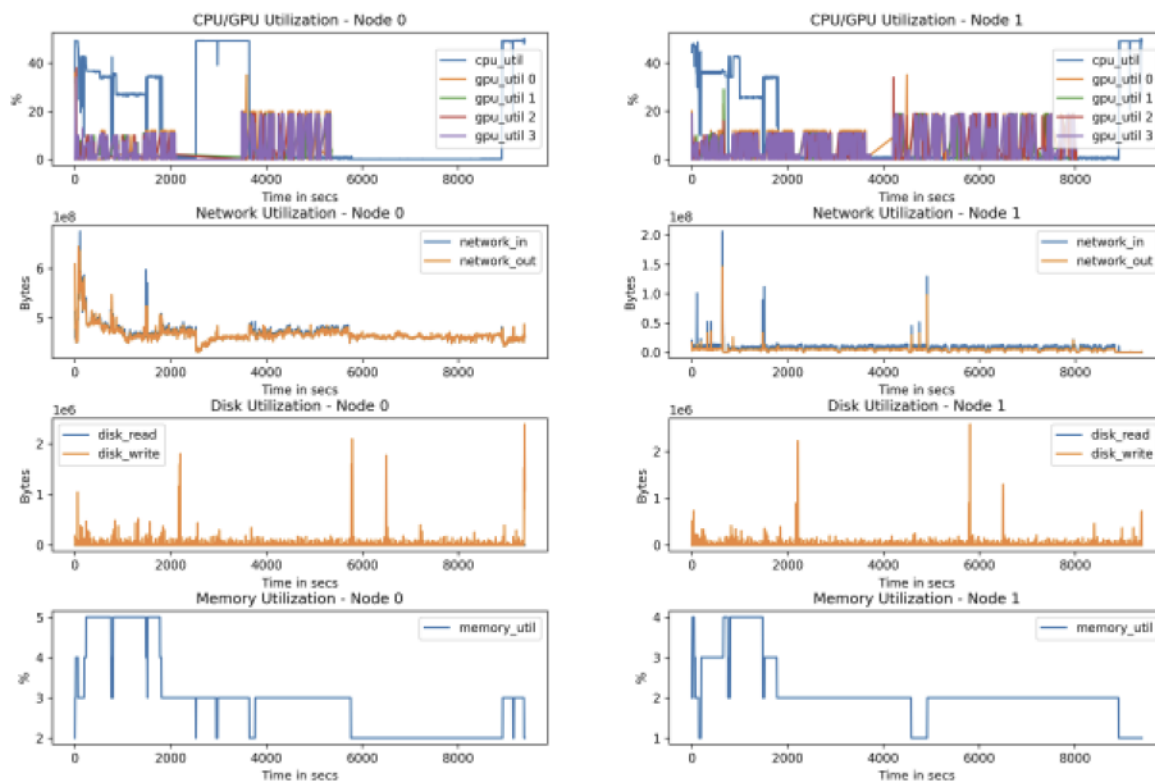 CPU/GPU Utilization - Node 0
%
40
20
0
cpu_util
gpu_util 0
gpu_util 1
gpu_util 2
gpu_util 3
0
2000
4000
6000
8000
Time in secs
CPU/GPU Utilization - Node 1
%
40
20
0
cpu_util
gpu_util 0
gpu_util 1
gpu_util 2
gpu_util 3
0
2000
4000
6000
8000
Time in secs
Network Utilization - Node 0
1e8
Bytes
6
5
network_in
network_out
0
2000
4000
6000
8000
Time in secs
Network Utilization - Node 1
1e8
Bytes
2.0
1.5
1.0
0.5
0.0
network_in
network_out
0
2000
4000
6000
8000
Time in secs
Disk Utilization - Node 0
1e6
Bytes
2
1
0
disk_read
disk_write
0
2000
4000
6000
8000
Time in secs
Disk Utilization - Node 1
1e6
Bytes
2
1
0
disk_read
disk_write
0
2000
4000
6000
8000
Time in secs
Memory Utilization - Node 0
%
5
4
3
2
memory_util
0
2000
4000
6000
8000
Time in secs
Memory Utilization - Node 1
%
4
3
2
1
memory_util
0
2000
4000
6000
8000
Time in secs